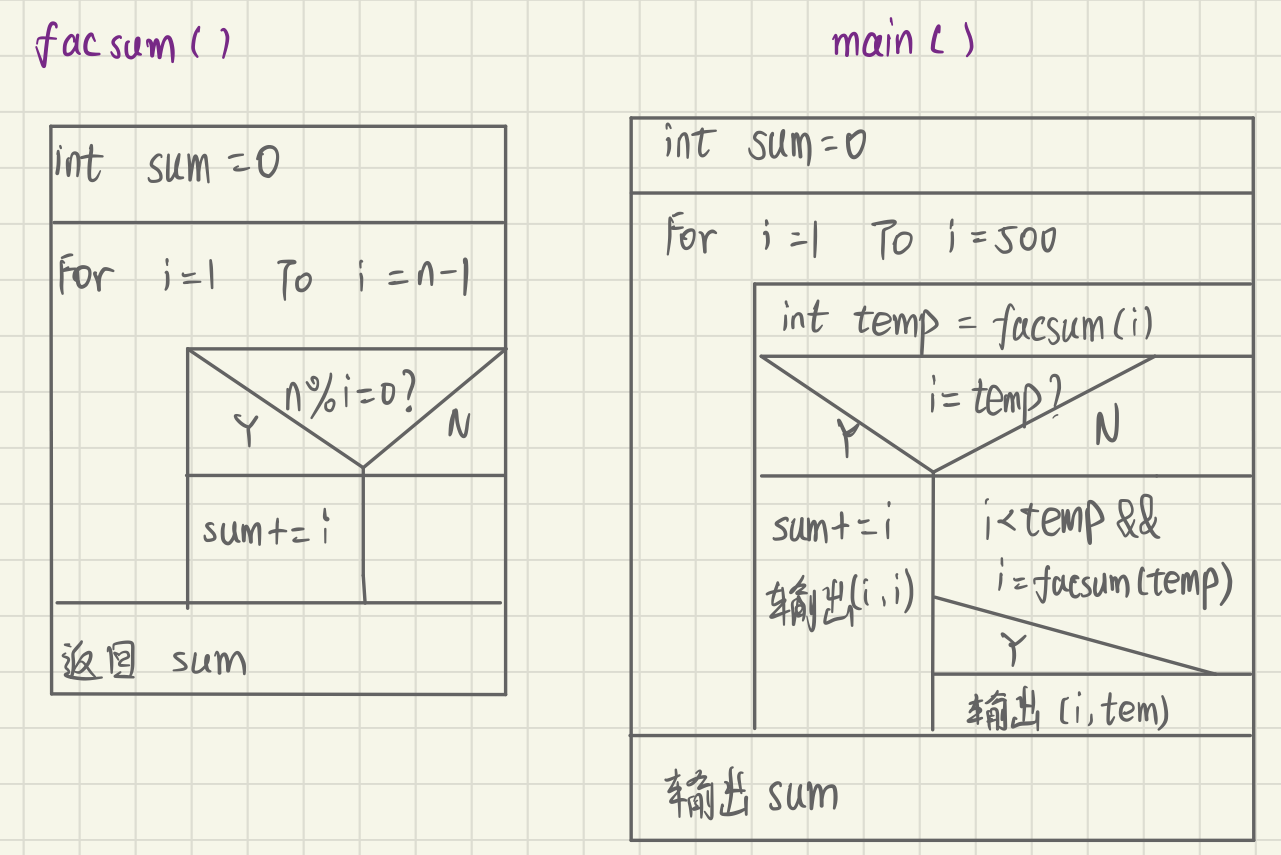 facsum()
int sum=0
For i=1 To i=n-1
n%i=0?
Y
N
sum+=i
返回 sum
main()
int sum=0
For i=1 To i=500
int temp = facsum(i)
i=temp?
Y
N
sum+=i
输出(i,i)
i<temp &&
i=facsum(temp)
Y
输出(i,tem)
输出 sum